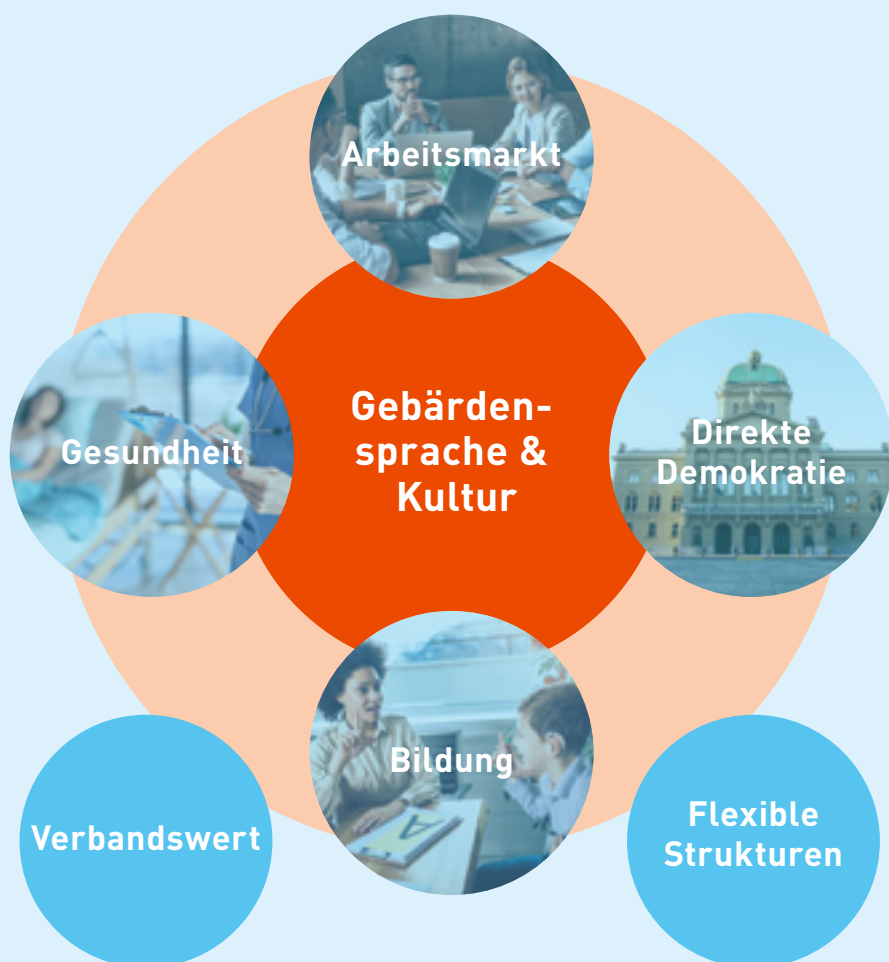 Arbeitsmarkt
Gesundheit
Gebärden-
sprache &
Kultur
Direkte
Demokratie
Bildung
Verbandswert
Flexible
Strukturen